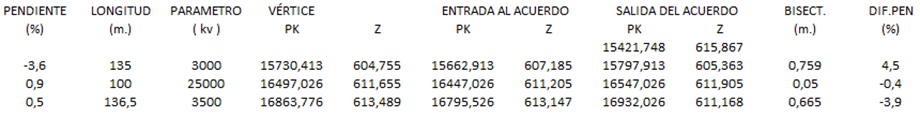 PENDIENTE LONGITUD PARAMETRO VÉRTICE ENTRADA AL ACUERDO SALIDA DEL ACUERDO BISECT. DIF.PEN
(%) (m.) ( kv ) PK Z PK Z PK Z (m.) (%)
15421,748 615,867
-3,6 135 3000 15730,413 604,755 15662,913 607,185 15797,913 605,363 0,759 4,5
0,9 100 25000 16497,026 611,655 16447,026 611,205 16547,026 611,905 0,05 -0,4
0,5 136,5 3500 16863,776 613,489 16795,526 613,147 16932,026 611,168 0,665 -3,9